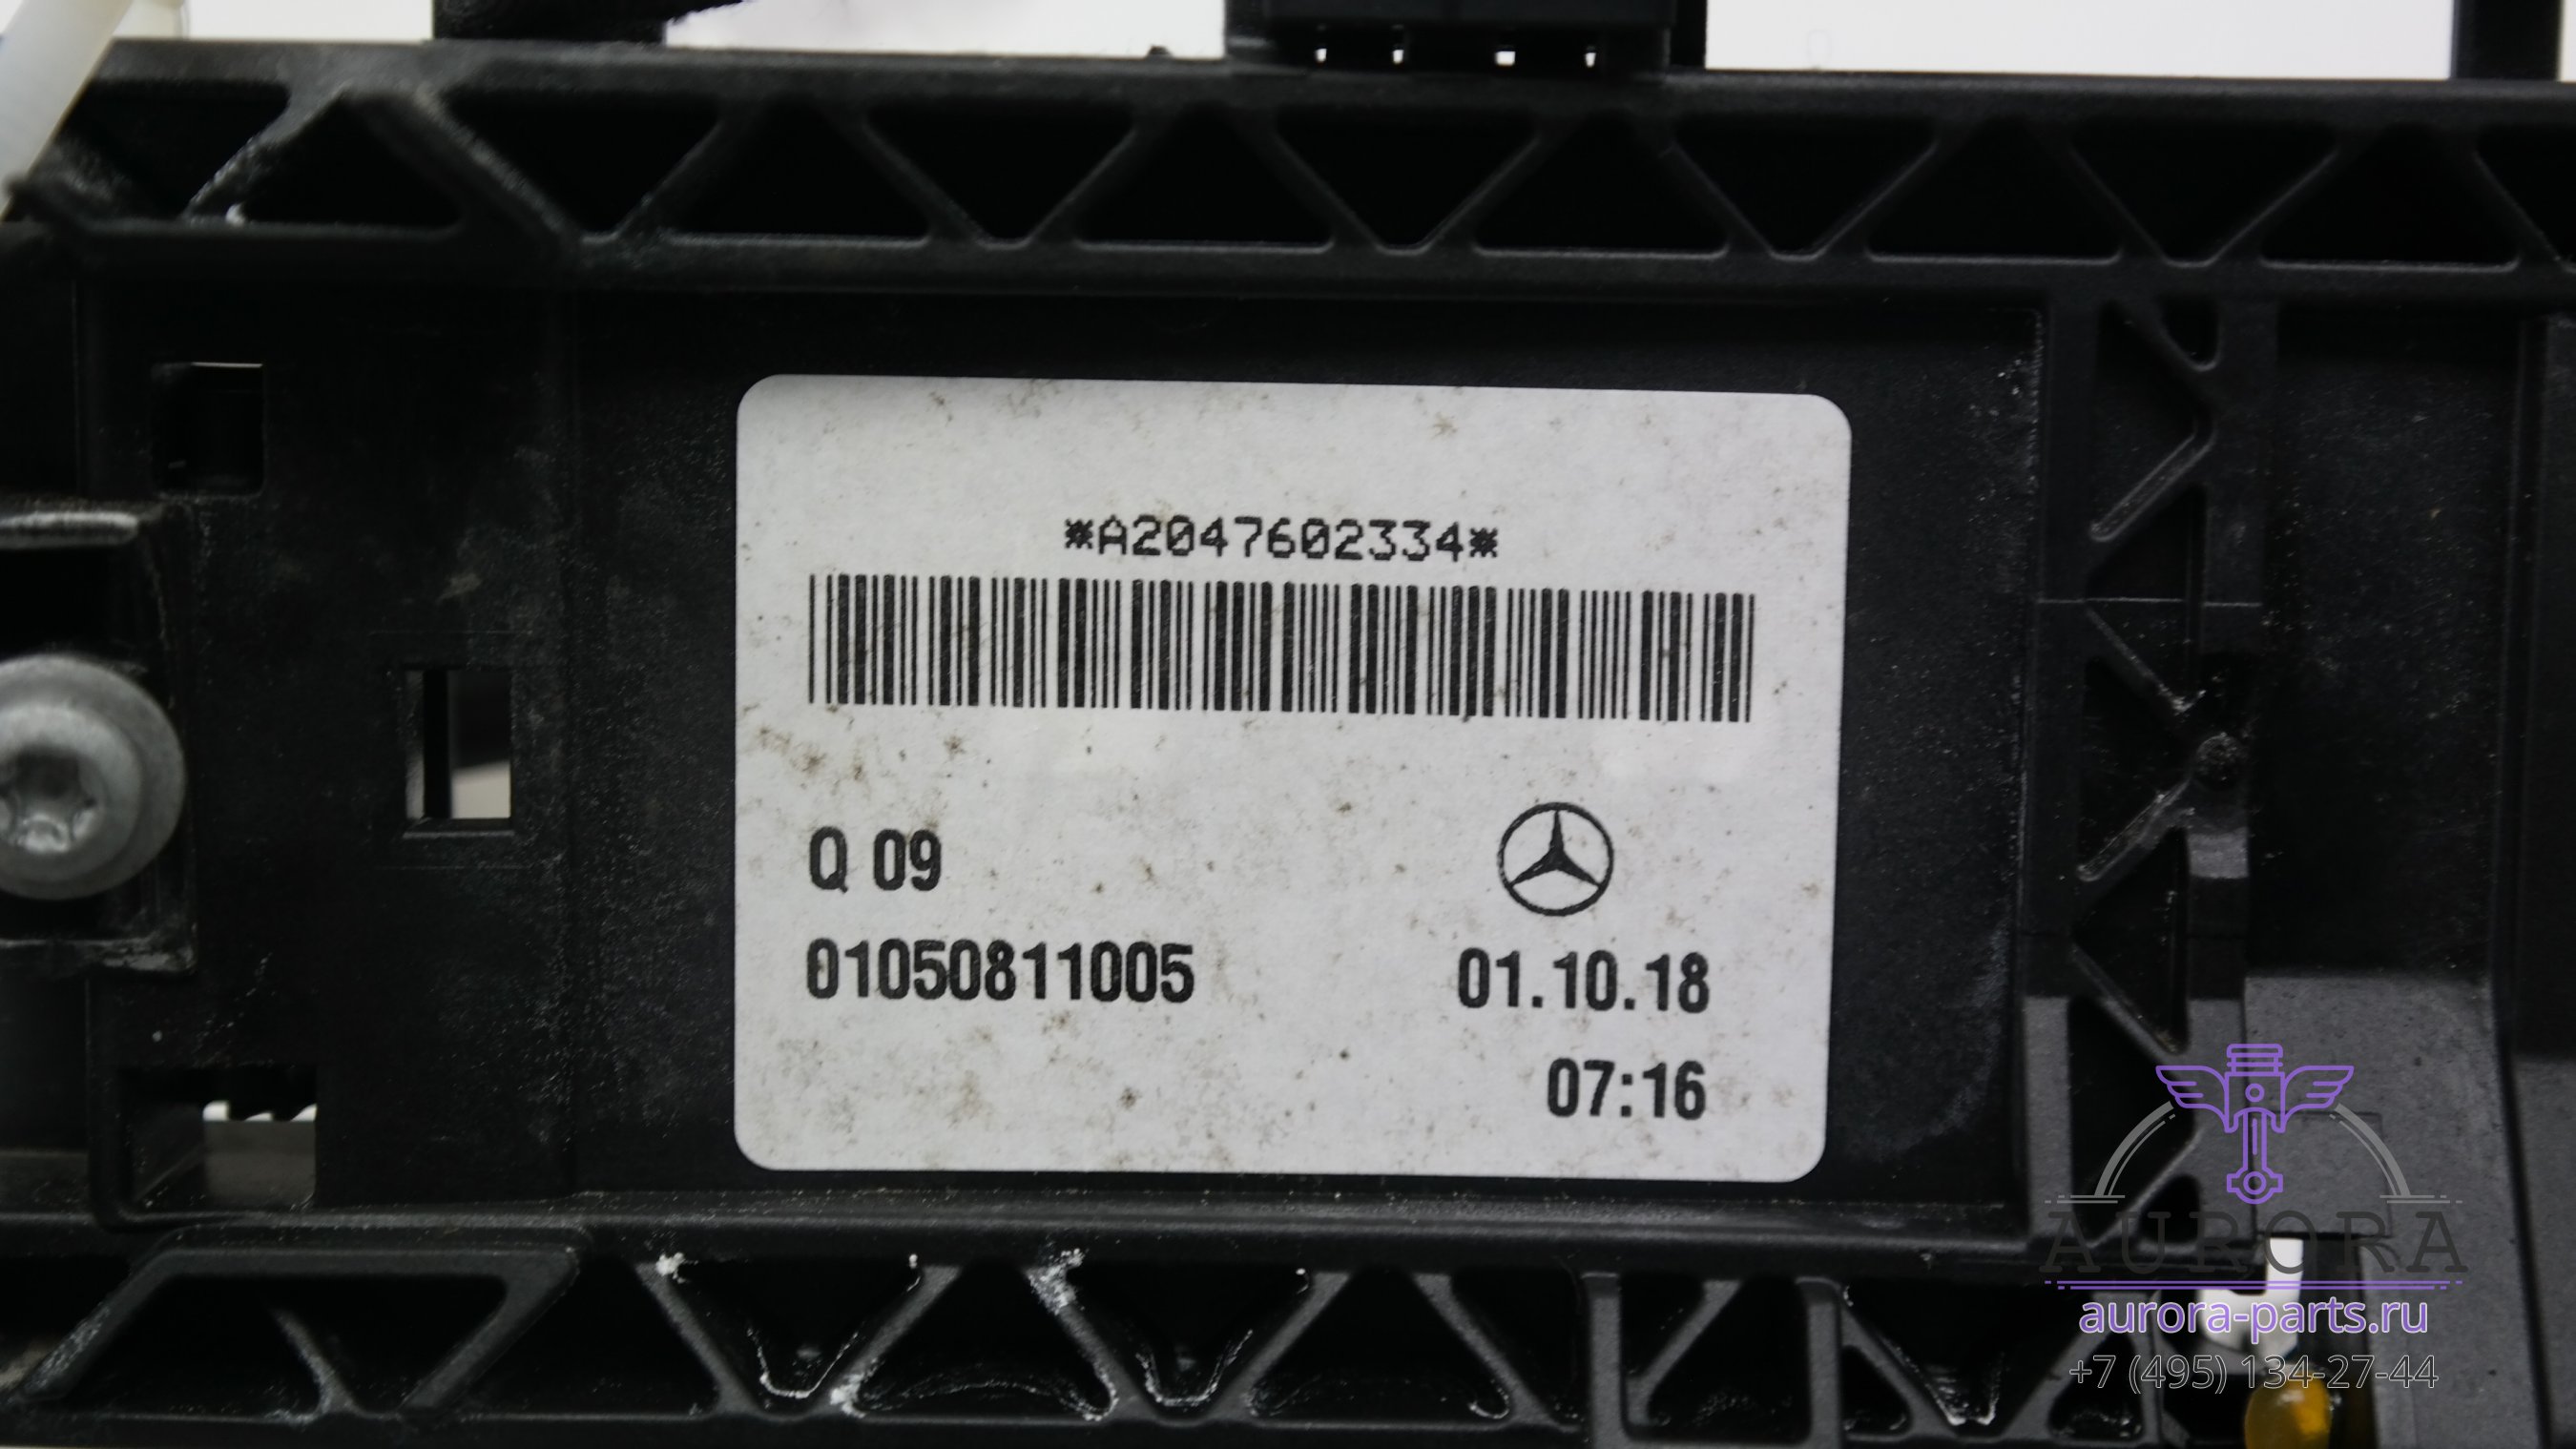 *A2047602334*
Q 09
01050811005
01.10.18
07:16
AURORA
aurora-parts.ru
+7 (495) 134-27-44